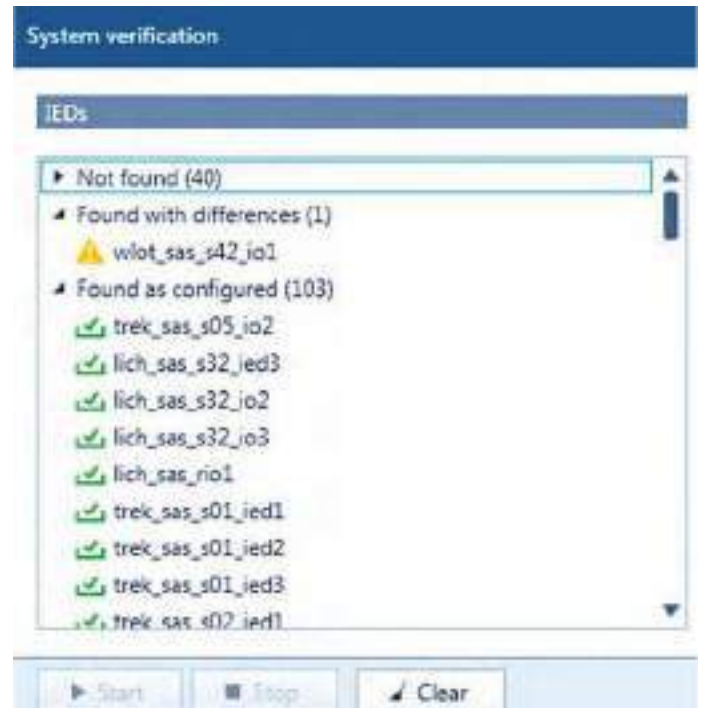 System verification
IEDs
Not found (40)
Found with differences (1)
wlot_sas_s42_io1
Found as configured (103)
trek_sas_s05_io2
lich_sas_s32_ied3
lich_sas_s32_io2
lich_sas_s32_io3
lich_sas_rio1
trek_sas_s01_ied1
trek_sas_s01_ied2
trek_sas_s01_ied3
trek_sas_s02_ied1
Start Stop Clear